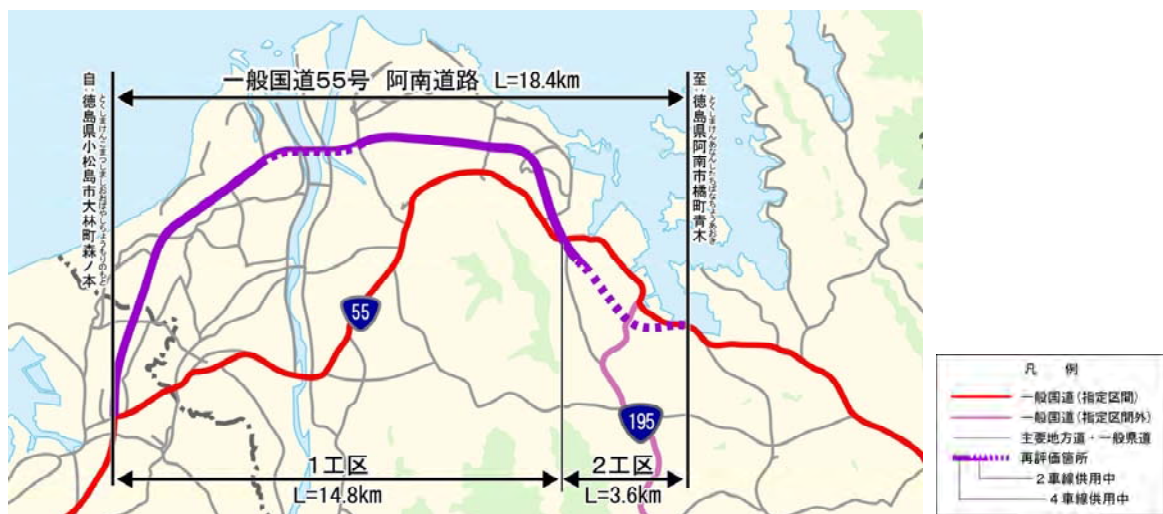 一般国道55号 阿南道路 L=18.4km
自：徳島県小松島市大林町森ノ本
とくしまけんこまつしましおおばやしちょうもりのもと
至：徳島県阿南市橘町青木
とくしまけんあなんしたちばなちょうあおき
55
195
1工区
L=14.8km
2工区
L=3.6km
凡 例
一般国道(指定区間)
一般国道(指定区間外)
主要地方道・一般県道
再評価箇所
2車線供用中
4車線供用中